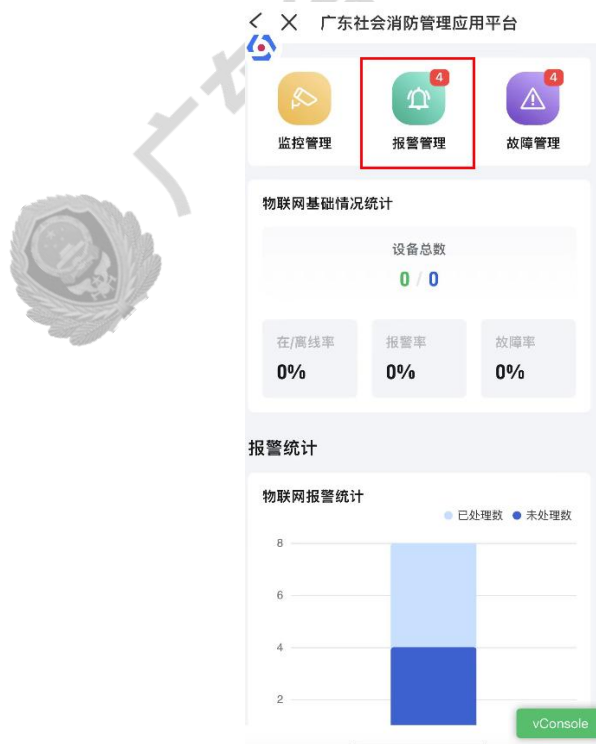 广东社会消防管理应用平台
4
4
监控管理
报警管理
故障管理
物联网基础情况统计
设备总数
0 / 0
在/离线率
报警率
故障率
0%
0%
0%
报警统计
物联网报警统计
已处理数
未处理数
8
6
4
2
vConsole
广